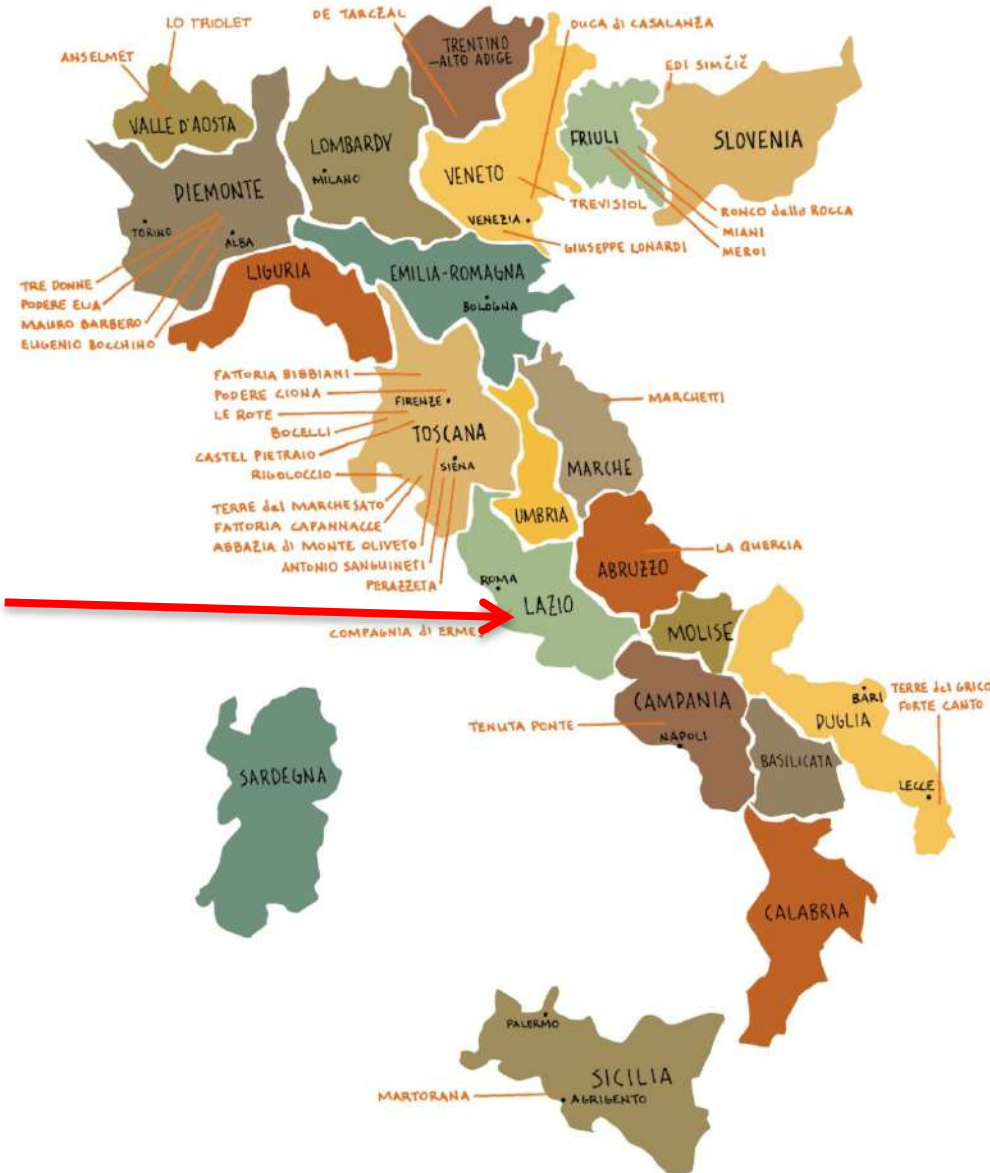 LO TRIOLET
DE TARCZAL
DUCA di CASALANZA
ANSELMET
TRENTINO
-ALTO ADIGE
EDI SIMČIČ
VALLE D'AOSTA
LOMBARDY
FRIULI
SLOVENIA
MILANO
VENETO
PIEMONTE
TREVISIOL
RONCO dello ROCCA
VENEZIA
MIANI
TORINO
ALBA
GIUSEPPE LONARDI
MEROI
LIGURIA
EMILIA-ROMAGNA
TRE DONNE
PODERE ELIA
BOLOGNA
MAURO BARBERO
EUGENIO BOCCHINO
FATTORIA BIBBIANI
PODERE CIONA
FIRENZE
MARCHETTI
LE ROTE
BOCELLI
TOSCANA
CASTEL PIETRAIO
SIENA
MARCHE
RIGOLOCCIO
TERRE del MARCHESATO
UMBRIA
FATTORIA CAPANNACCE
ABBAZIA di MONTE OLIVETO
LA QUERCIA
ANTONIO SANGUINETI
ABRUZZO
PERAZZETA
ROMA
LAZIO
COMPAGNIA di ERMES
MOLISE
CAMPANIA
BARI
TERRE del GRICO
FORTE CANTO
TENUTA PONTE
PUGLIA
NAPOLI
BASILICATA
SARDEGNA
LECCE
CALABRIA
PALERMO
SICILIA
MARTORANA
AGRIGENTO